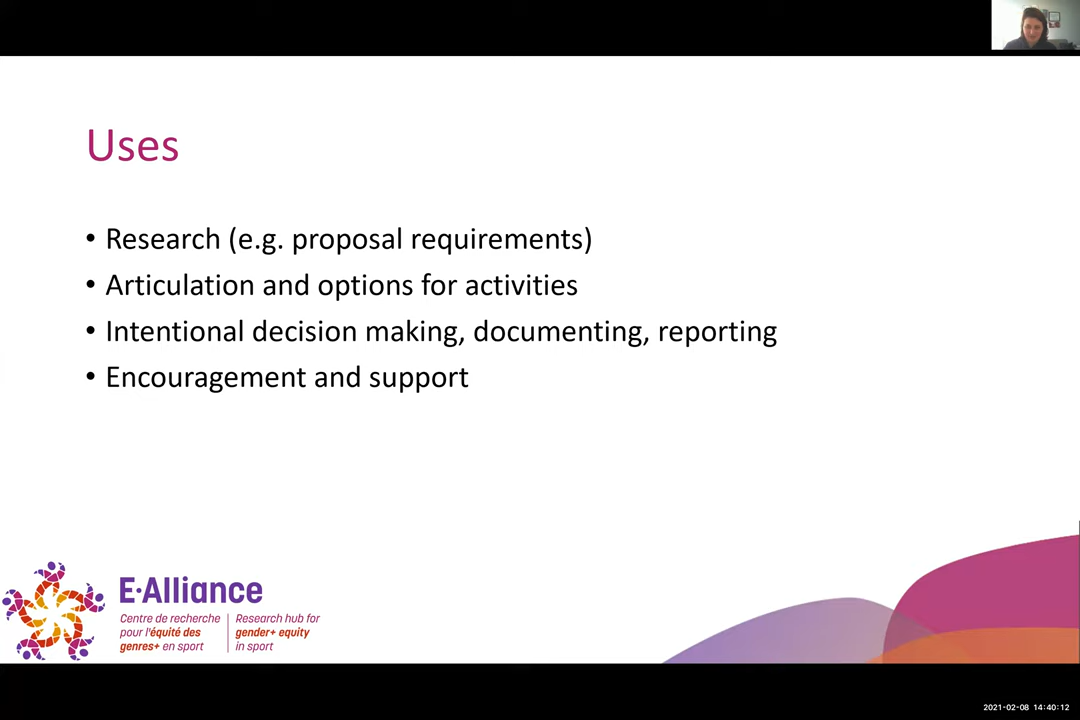 Uses
• Research (e.g. proposal requirements)
• Articulation and options for activities
• Intentional decision making, documenting, reporting
• Encouragement and support
E·Alliance
Centre de recherche
pour l'équité des
genres+ en sport
Research hub for
gender+ equity
in sport
2021-02-08 14:40:12